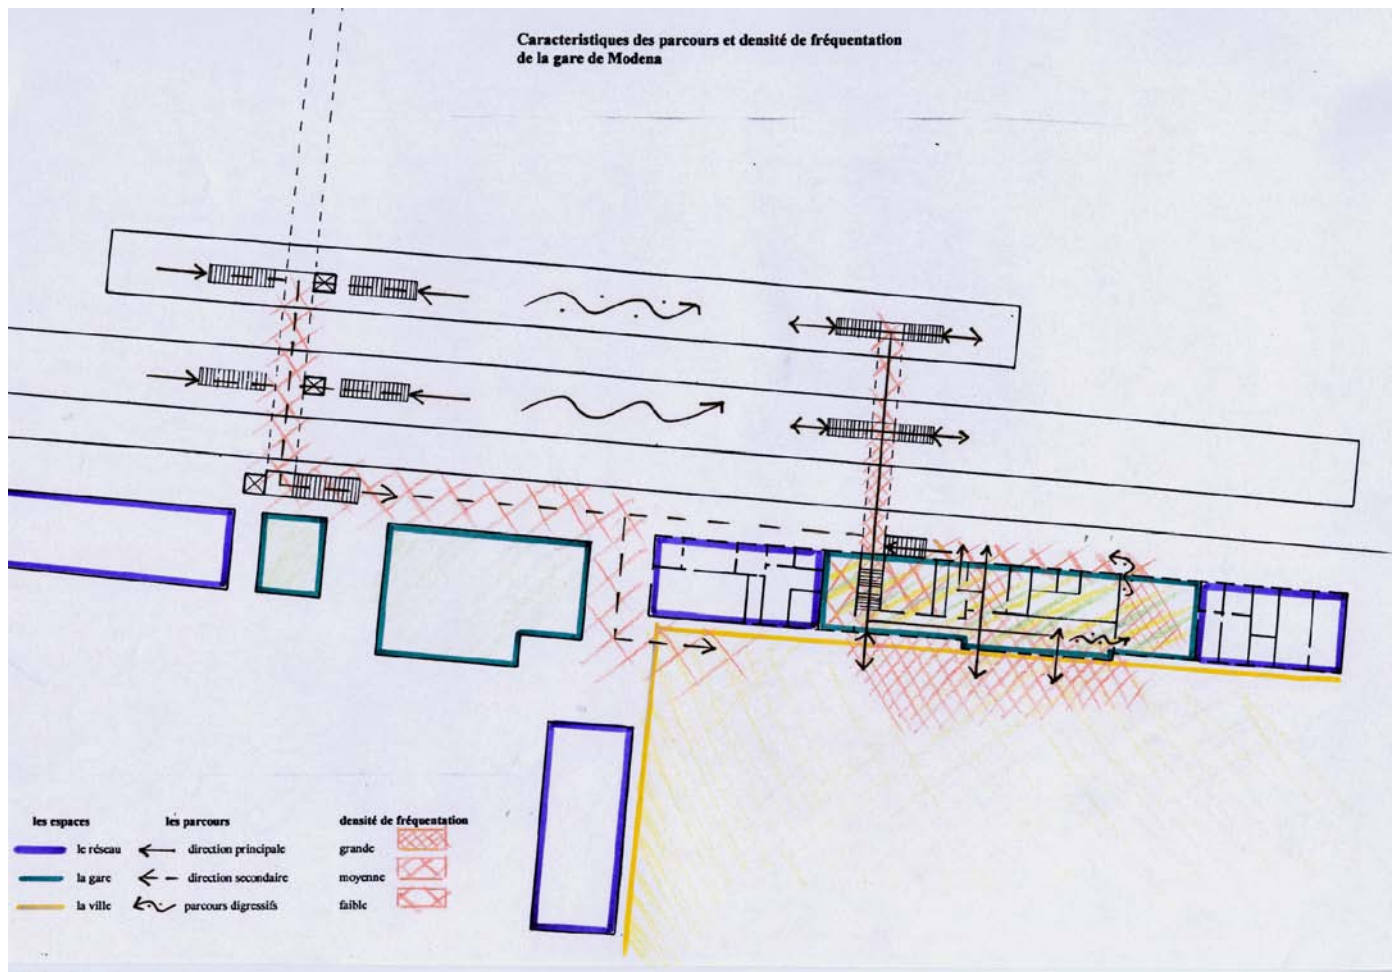 Caracteristiques des parcours et densité de fréquentation
de la gare de Modena
les espaces
les parcours
densité de fréquentation
le réseau
direction principale
grande
la gare
direction secondaire
moyenne
la ville
parcours digressifs
faible